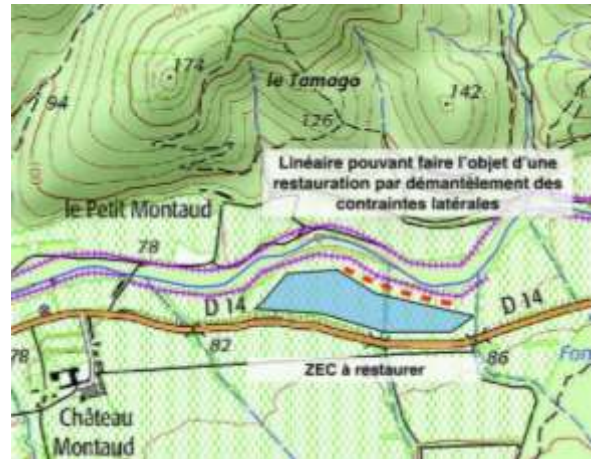 174
le Tamago
142
94
126
Linéaire pouvant faire l'objet d'une
restauration par démantèlement des
contraintes latérales
le Petit Montaud
78
D 14
D 14
82
78
86
ZEC à restaurer
Château
Montaud